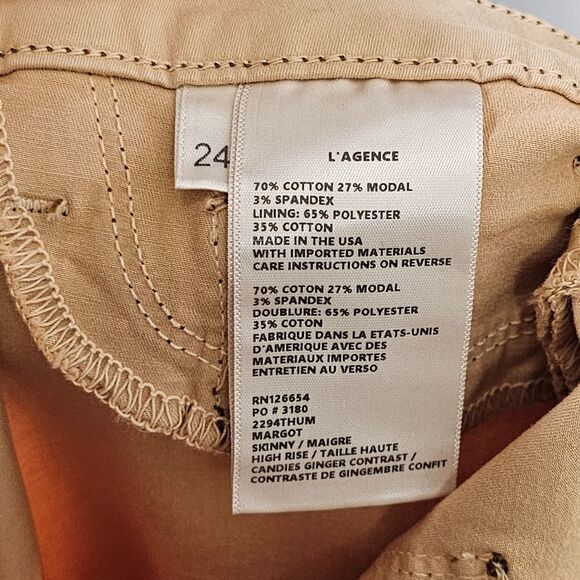 24
L'AGENCE
70% COTTON 27% MODAL
3% SPANDEX
LINING: 65% POLYESTER
35% COTTON
MADE IN THE USA
WITH IMPORTED MATERIALS
CARE INSTRUCTIONS ON REVERSE
70% COTON 27% MODAL
3% SPANDEX
DOUBLURE: 65% POLYESTER
35% COTON
FABRIQUE DANS LA ETATS-UNIS
D'AMERIQUE AVEC DES
MATERIAUX IMPORTES
ENTRETIEN AU VERSO
RN126654
PO # 3180
2294THUM
MARGOT
SKINNY / MAIGRE
HIGH RISE / TAILLE HAUTE
CANDIES GINGER CONTRAST /
CONTRASTE DE GINGEMBRE CONFIT